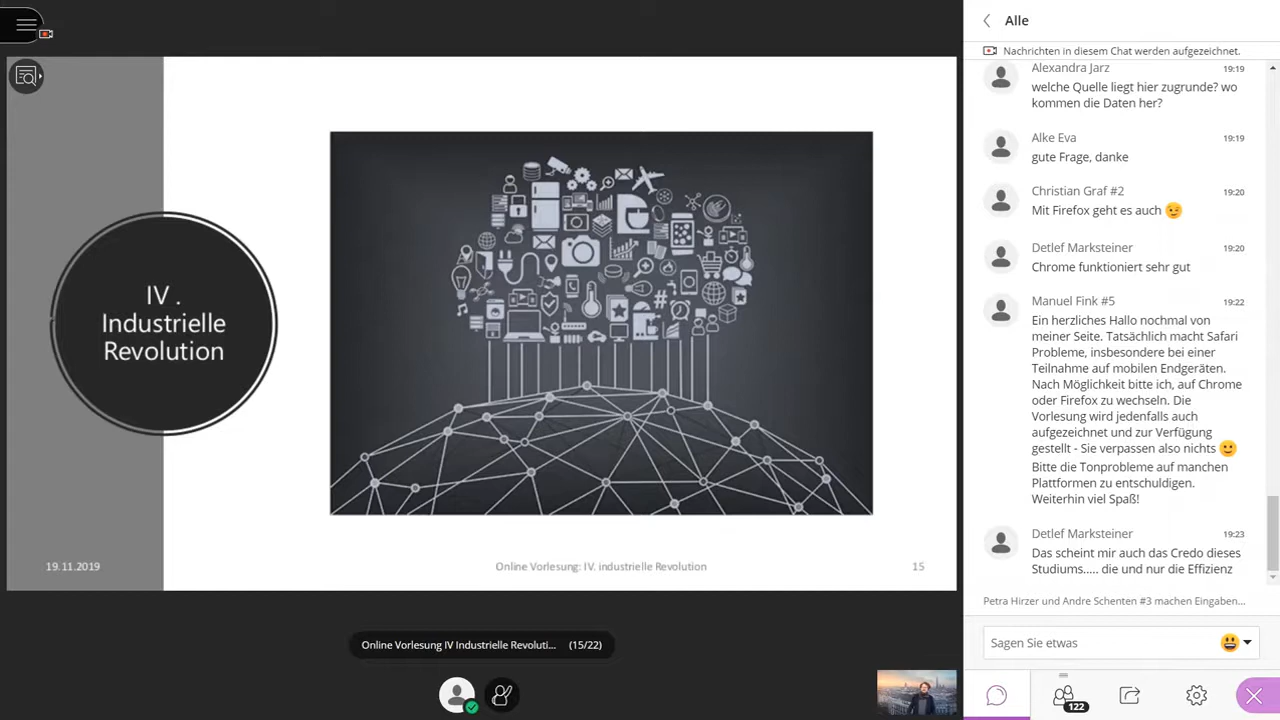 IV .
Industrielle
Revolution
19.11.2019
Online Vorlesung: IV. industrielle Revolution
15
Online Vorlesung IV Industrielle Revoluti... (15/22)
Alle
Nachrichten in diesem Chat werden aufgezeichnet.
Alexandra Jarz 19:19
welche Quelle liegt hier zugrunde? wo
kommen die Daten her?
Alke Eva 19:19
gute Frage, danke
Christian Graf #2 19:20
Mit Firefox geht es auch 😉
Detlef Marksteiner 19:20
Chrome funktioniert sehr gut
Manuel Fink #5 19:22
Ein herzliches Hallo nochmal von
meiner Seite. Tatsächlich macht Safari
Probleme, insbesondere bei einer
Teilnahme auf mobilen Endgeräten.
Nach Möglichkeit bitte ich, auf Chrome
oder Firefox zu wechseln. Die
Vorlesung wird jedenfalls auch
aufgezeichnet und zur Verfügung
gestellt - Sie verpassen also nichts 🙂
Bitte die Tonprobleme auf manchen
Plattformen zu entschuldigen.
Weiterhin viel Spaß!
Detlef Marksteiner 19:23
Das scheint mir auch das Credo dieses
Studiums..... die und nur die Effizienz
Petra Hirzer und Andre Schenten #3 machen Eingaben...
Sagen Sie etwas
122